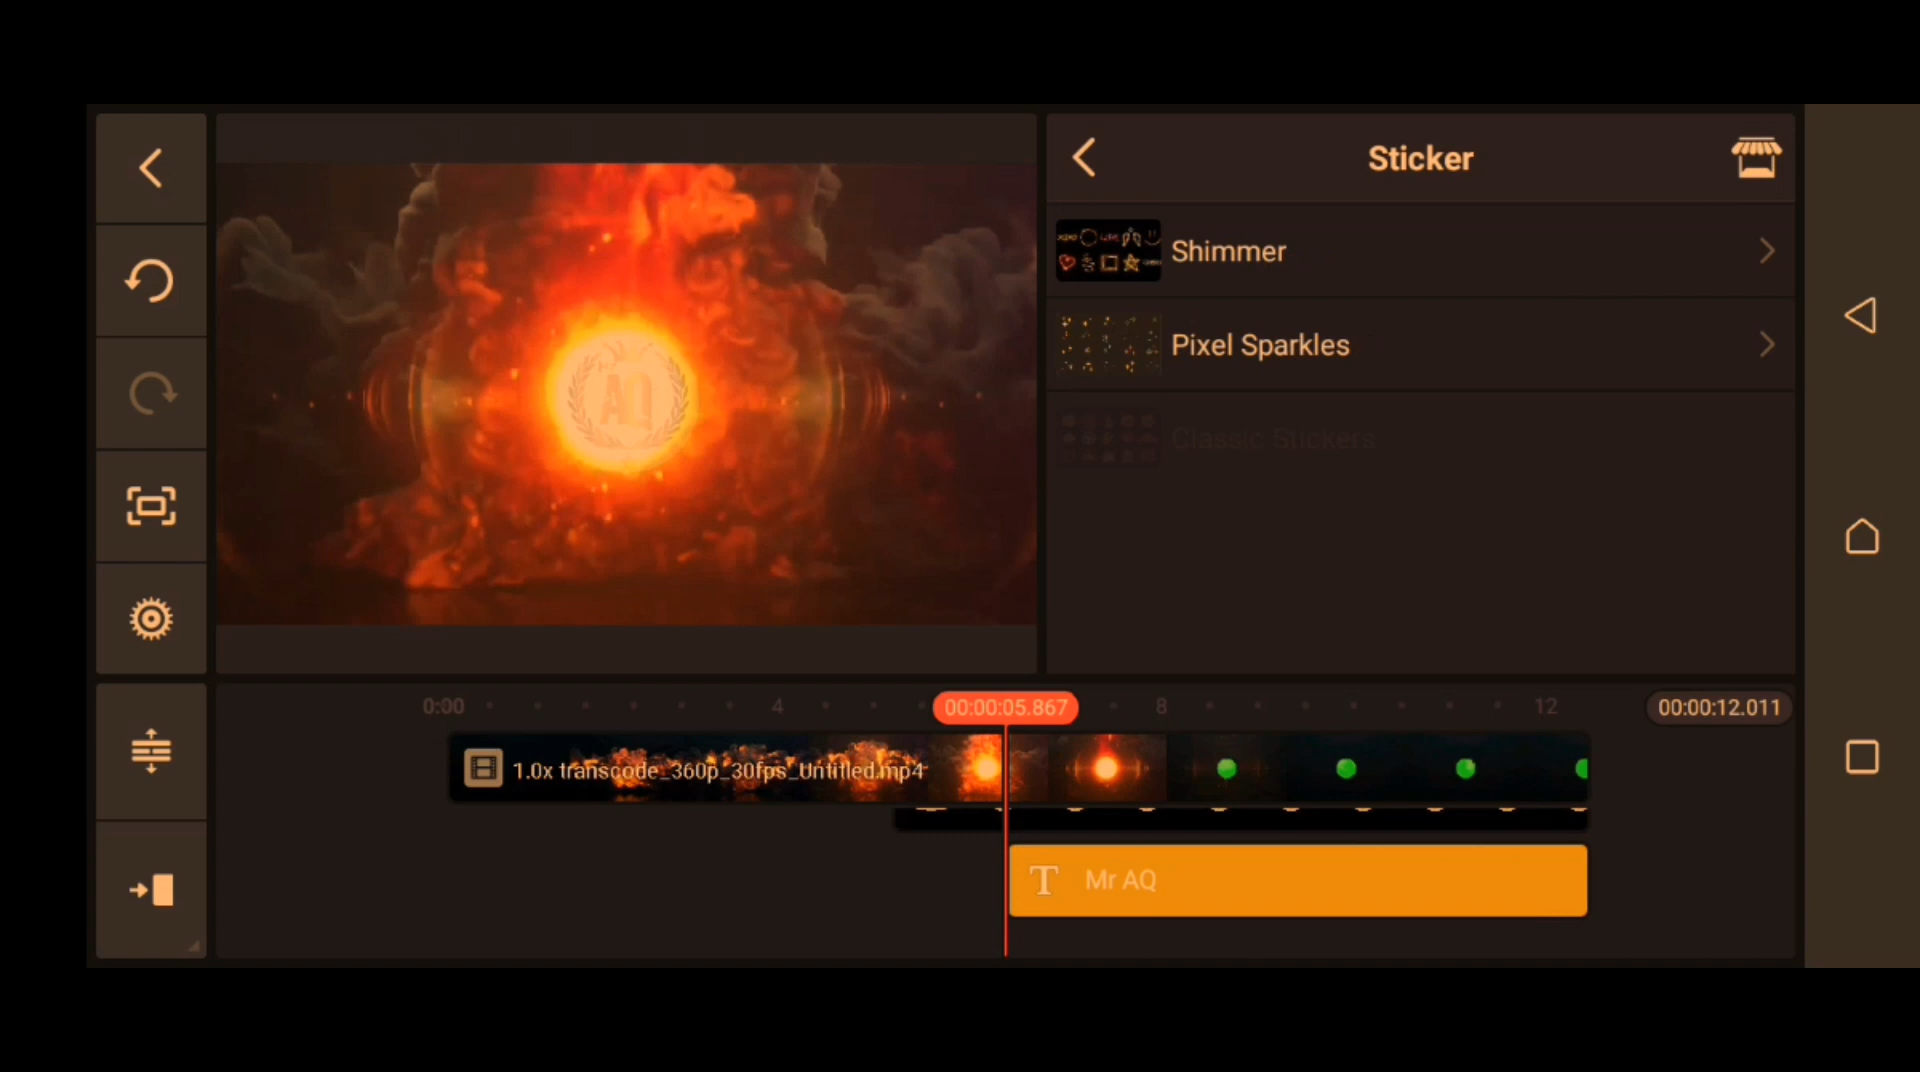 Sticker
Shimmer
Pixel Sparkles
Classic Stickers
AQ
0:00
4
00:00:05.867
8
12
00:00:12.011
1.0x transcode_360p_30fps_Untitled.mp4
T Mr AQ